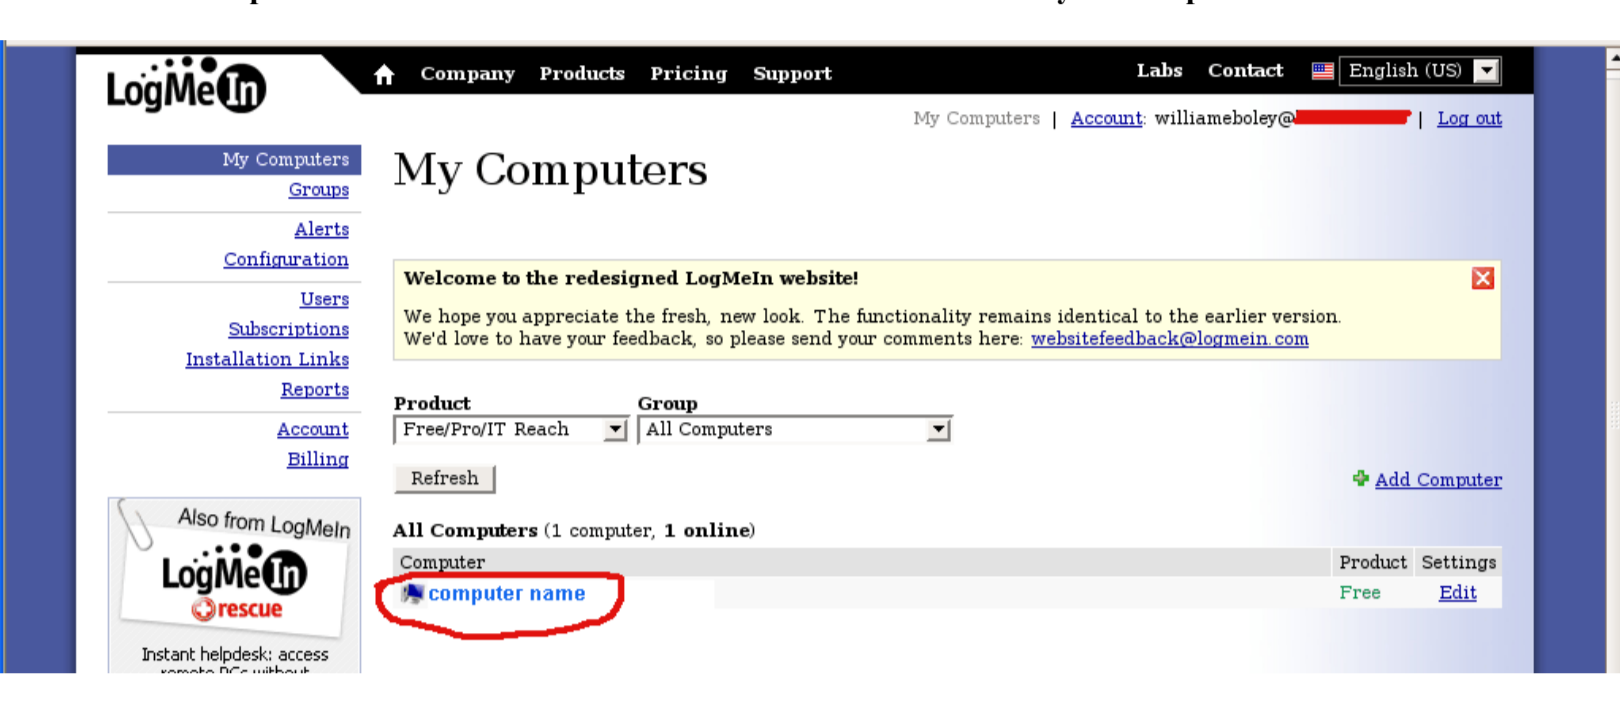 LogMeIn
Company Products Pricing Support
Labs Contact English (US)
My Computers | Account: williameboley@ | Log out
My Computers
Groups
Alerts
Configuration
Users
Subscriptions
Installation Links
Reports
Account
Billing
My Computers
Welcome to the redesigned LogMeIn website!
We hope you appreciate the fresh, new look. The functionality remains identical to the earlier version.
We'd love to have your feedback, so please send your comments here: websitefeedback@logmein.com
Product Group
Free/Pro/IT Reach All Computers
Refresh
Add Computer
All Computers (1 computer, 1 online)
Computer Product Settings
computer name Free Edit
Also from LogMeIn
LogMeIn
rescue
Instant helpdesk: access
remote PCs without